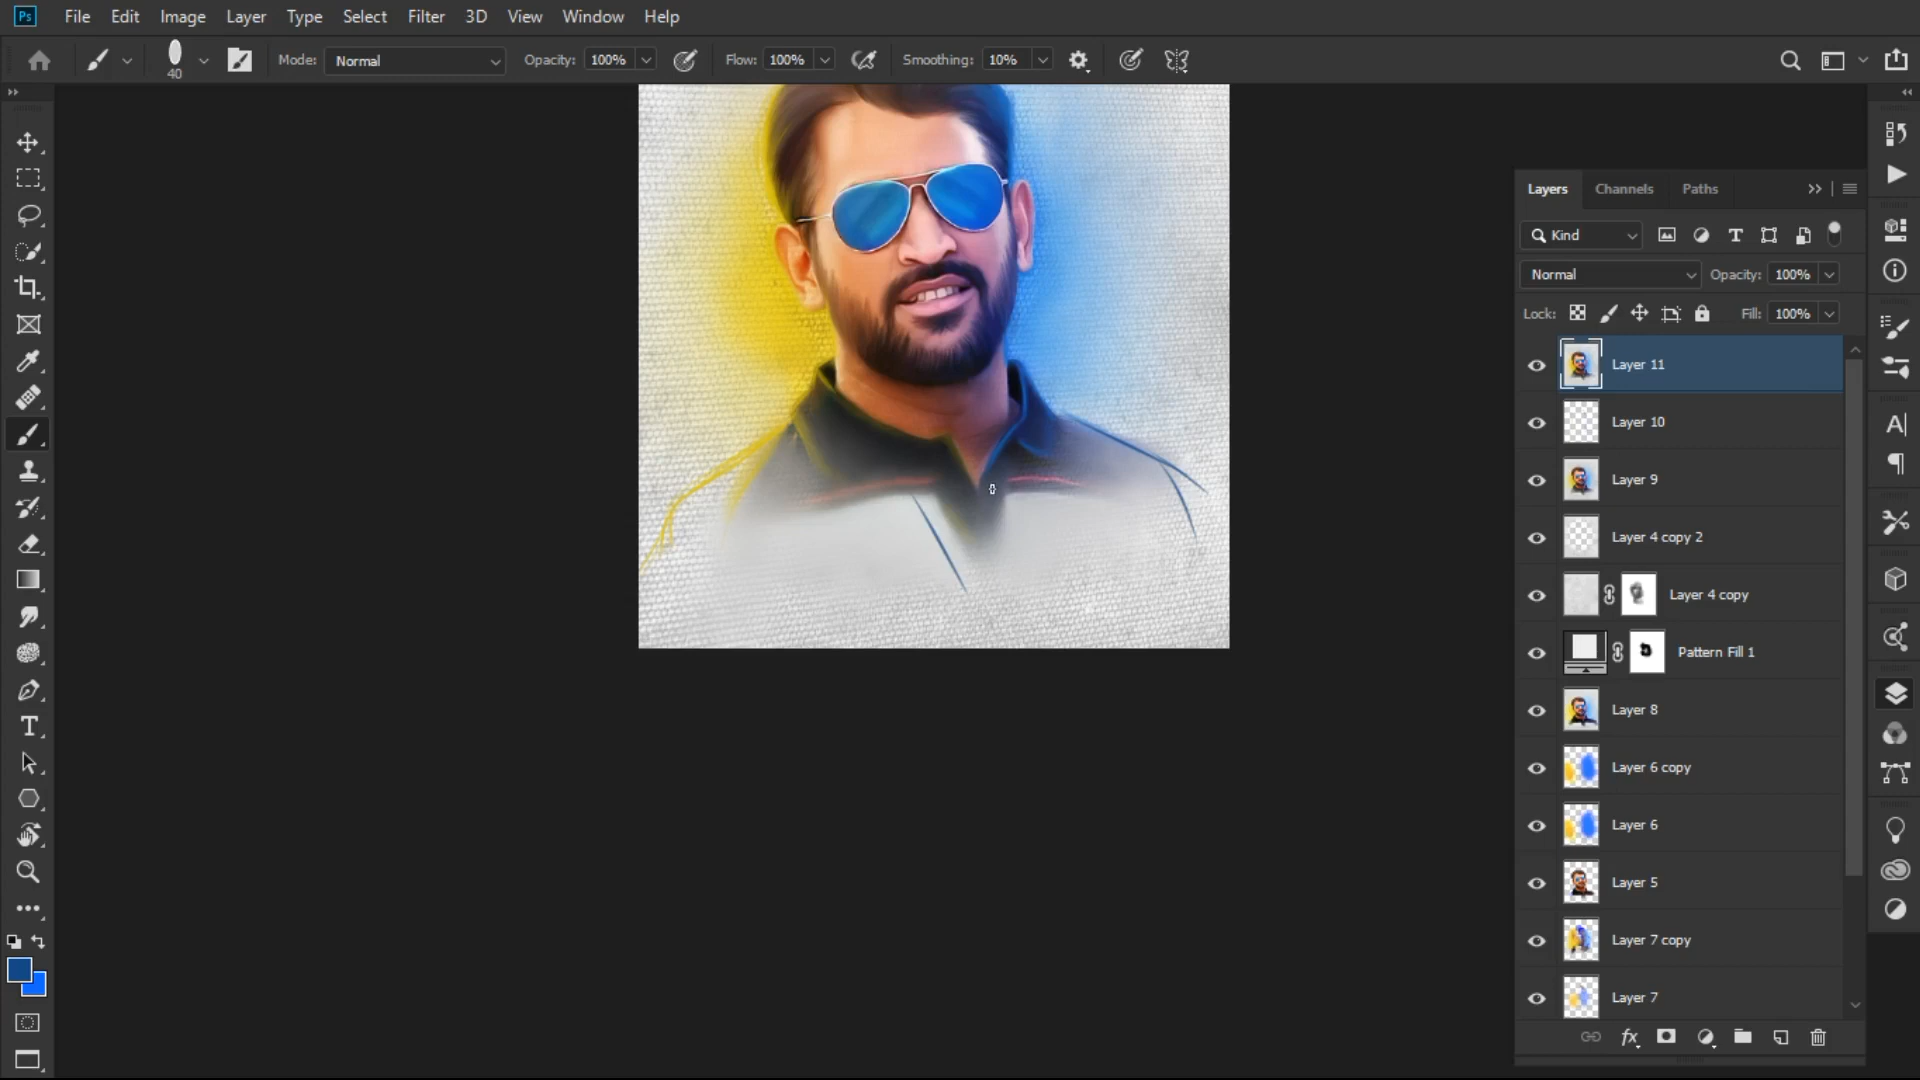 Ps File Edit Image Layer Type Select Filter 3D View Window Help
40 Mode: Normal Opacity: 100% Flow: 100% Smoothing: 10%
Layers Channels Paths
Kind
Normal Opacity: 100%
Lock: Fill: 100%
Layer 11
Layer 10
Layer 9
Layer 4 copy 2
Layer 4 copy
Pattern Fill 1
Layer 8
Layer 6 copy
Layer 6
Layer 5
Layer 7 copy
Layer 7